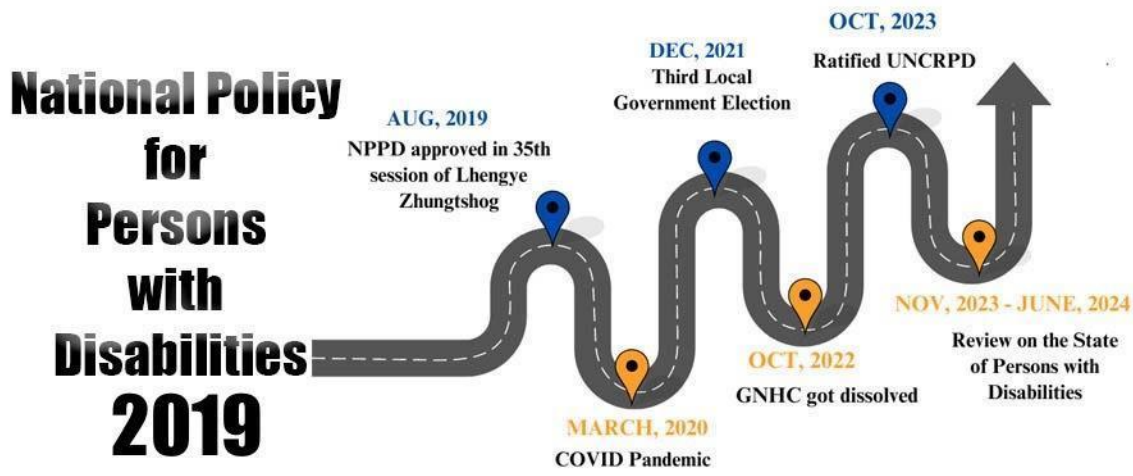 National Policy
for
Persons
with
Disabilities
2019
AUG, 2019
NPPD approved in 35th
session of Lhengye
Zhungtshog
MARCH, 2020
COVID Pandemic
DEC, 2021
Third Local
Government Election
OCT, 2022
GNHC got dissolved
OCT, 2023
Ratified UNCRPD
NOV, 2023 - JUNE, 2024
Review on the State
of Persons with
Disabilities